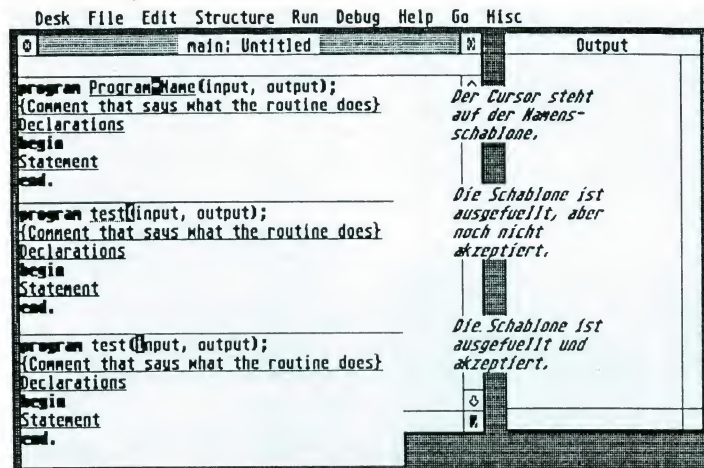 Desk File Edit Structure Run Debug Help Go Misc
main: Untitled
Output
program Program Name(input, output);
{Comment that says what the routine does}
Declarations
begin
Statement
end.
Der Cursor steht
auf der Namens-
schablone.
program test(input, output);
{Comment that says what the routine does}
Declarations
begin
Statement
end.
Die Schablone ist
ausgefuellt, aber
noch nicht
akzeptiert.
program test(input, output);
{Comment that says what the routine does}
Declarations
begin
Statement
end.
Die Schablone ist
ausgefuellt und
akzeptiert.